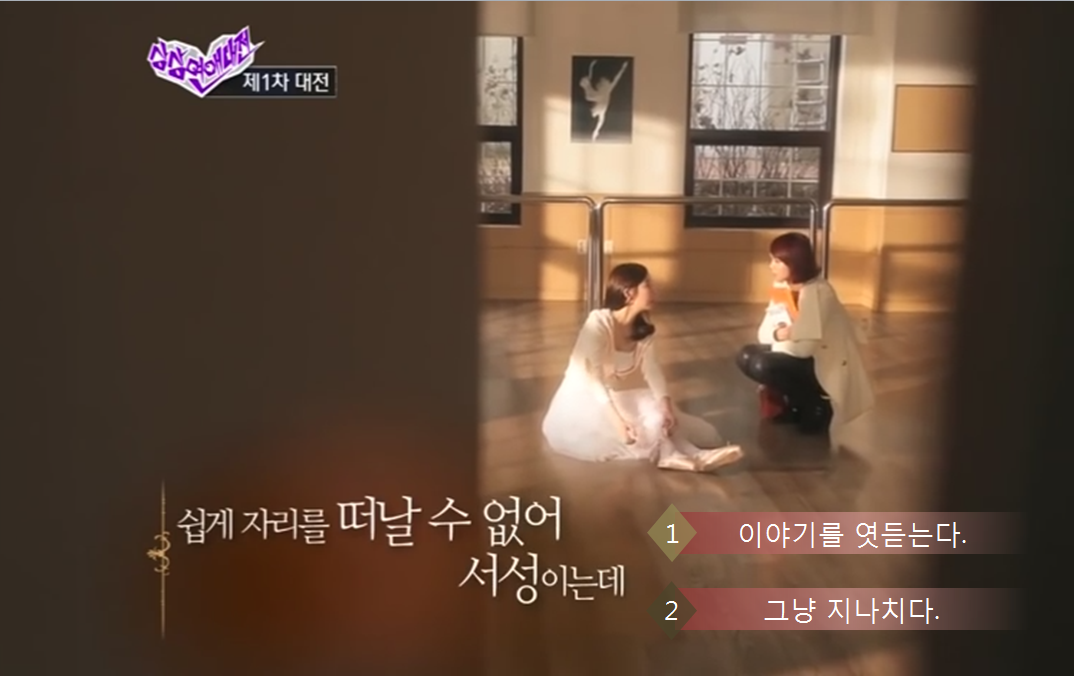 상상연애대전
제1차 대전
쉽게 자리를 떠날 수 없어
서성이는데
1 이야기를 엿듣는다.
2 그냥 지나치다.